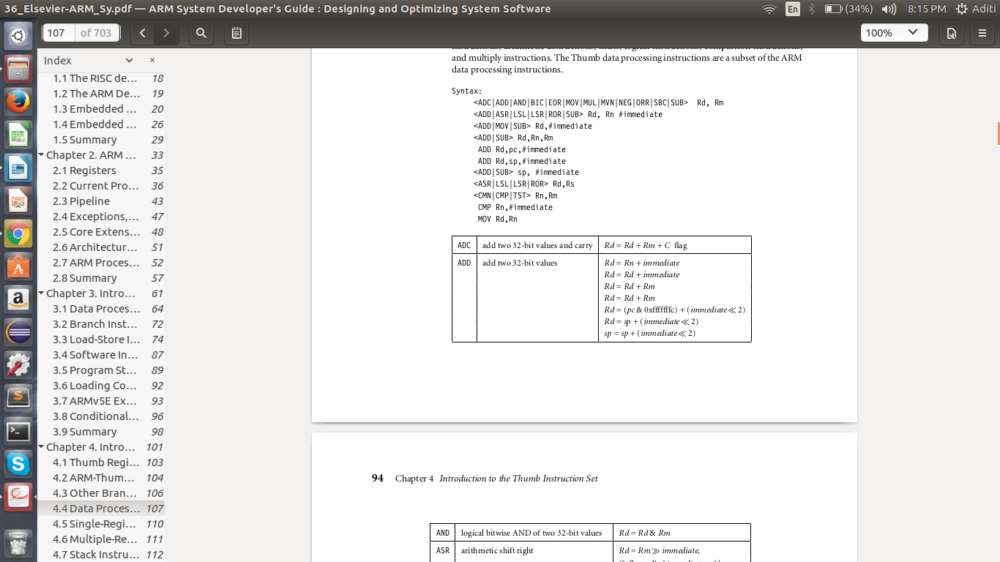 36_Elsevier-ARM_Sy.pdf — ARM System Developer's Guide : Designing and Optimizing System Software
En (34%) 8:15 PM Aditi
107 of 703
100%
Index
1.1 The RISC de... 18
1.2 The ARM De... 19
1.3 Embedded ... 20
1.4 Embedded ... 26
1.5 Summary 29
Chapter 2. ARM ... 33
2.1 Registers 35
2.2 Current Pro... 36
2.3 Pipeline 43
2.4 Exceptions,... 47
2.5 Core Extens... 48
2.6 Architectur... 51
2.7 ARM Proces... 52
2.8 Summary 57
Chapter 3. Intro... 61
3.1 Data Proces... 64
3.2 Branch Inst... 72
3.3 Load-Store I... 74
3.4 Software In... 87
3.5 Program St... 89
3.6 Loading Co... 92
3.7 ARMv5E Ex... 93
3.8 Conditional... 96
3.9 Summary 98
Chapter 4. Intro... 101
4.1 Thumb Regi... 103
4.2 ARM-Thum... 104
4.3 Other Bran... 106
4.4 Data Proces... 107
4.5 Single-Regi... 110
4.6 Multiple-Re... 111
4.7 Stack Instru... 112
and multiply instructions. The Thumb data processing instructions are a subset of the ARM
data processing instructions.
Syntax:
<ADC|ADD|AND|BIC|EOR|MOV|MUL|MVN|NEG|ORR|SBC|SUB> Rd, Rm
<ADD|ASR|LSL|LSR|ROR|SUB> Rd, Rn #immediate
<ADD|MOV|SUB> Rd,#immediate
<ADD|SUB> Rd,Rn,Rm
ADD Rd,pc,#immediate
ADD Rd,sp,#immediate
<ADD|SUB> sp, #immediate
<ASR|LSL|LSR|ROR> Rd,Rs
<CMN|CMP|TST> Rn,Rm
CMP Rn,#immediate
MOV Rd,Rn
ADC add two 32-bit values and carry Rd = Rd + Rm + C flag
ADD add two 32-bit values Rd = Rn + immediate
Rd = Rd + immediate
Rd = Rd + Rm
Rd = Rd + Rm
Rd = (pc & 0xfffffffc) + (immediate ≪ 2)
Rd = sp + (immediate ≪ 2)
sp = sp + (immediate ≪ 2)
94 Chapter 4 Introduction to the Thumb Instruction Set
AND logical bitwise AND of two 32-bit values Rd = Rd & Rm
ASR arithmetic shift right Rd = Rm ≫ immediate,